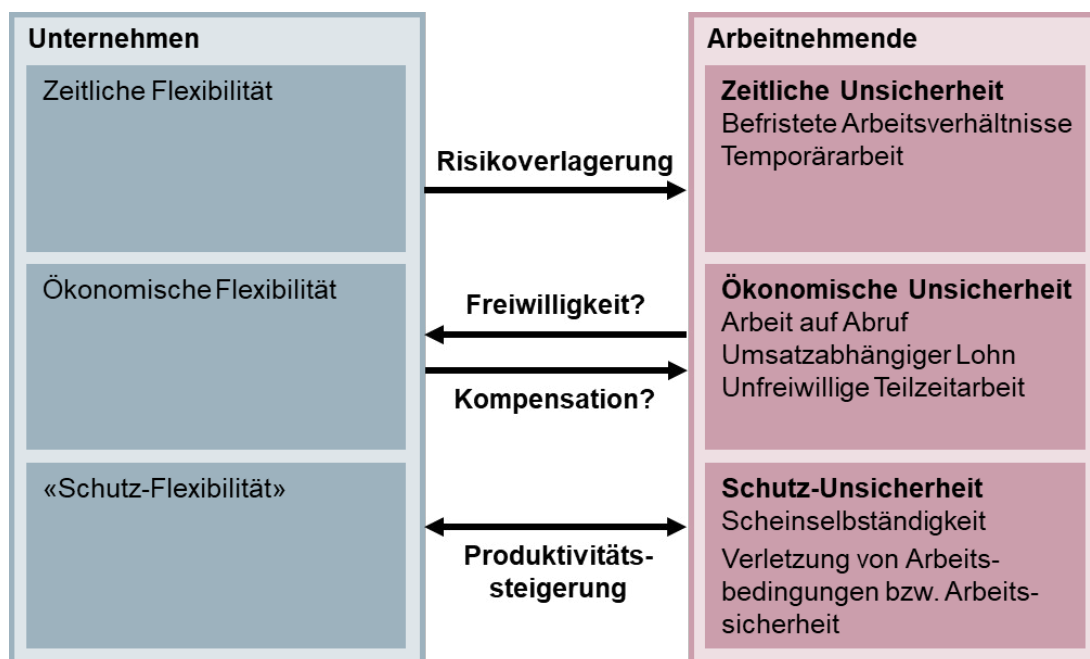 Unternehmen
Zeitliche Flexibilität
Ökonomische Flexibilität
«Schutz-Flexibilität»
Risikoverlagerung
Freiwilligkeit?
Kompensation?
Produktivitäts-
steigerung
Arbeitnehmende
Zeitliche Unsicherheit
Befristete Arbeitsverhältnisse
Temporärarbeit
Ökonomische Unsicherheit
Arbeit auf Abruf
Umsatzabhängiger Lohn
Unfreiwillige Teilzeitarbeit
Schutz-Unsicherheit
Scheinselbständigkeit
Verletzung von Arbeits-
bedingungen bzw. Arbeits-
sicherheit